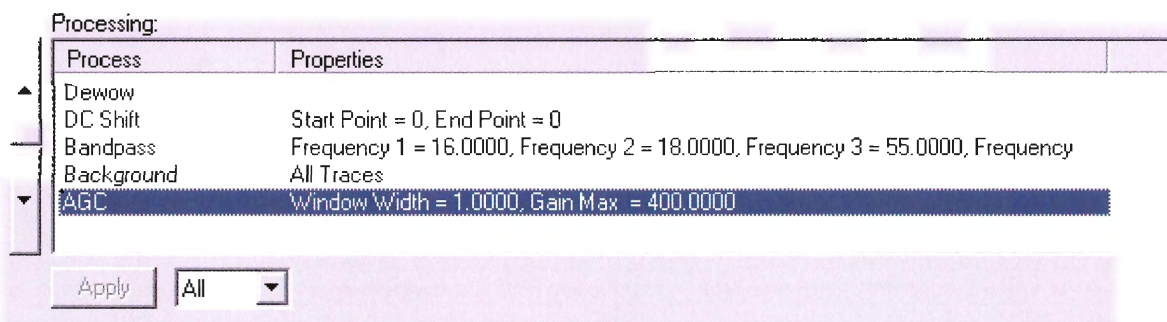 Processing:
Process Properties
Dewow
DC Shift Start Point = 0, End Point = 0
Bandpass Frequency 1 = 16.0000, Frequency 2 = 18.0000, Frequency 3 = 55.0000, Frequency
Background All Traces
AGC Window Width = 1.0000, Gain Max = 400.0000
Apply All